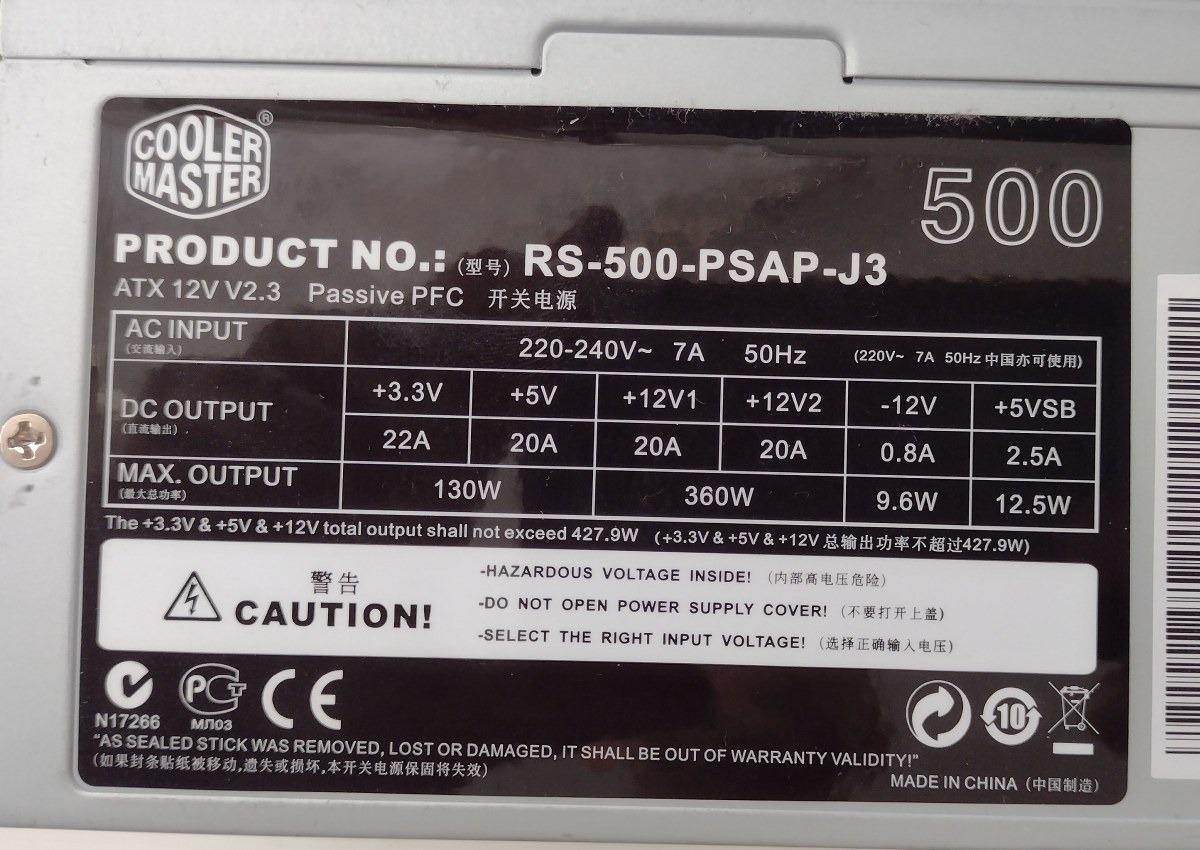 COOLER
MASTER®
500
PRODUCT NO.: (型号) RS-500-PSAP-J3
ATX 12V V2.3 Passive PFC 开关电源
AC INPUT
(交流输入)
220-240V~ 7A 50Hz (220V~ 7A 50Hz 中国亦可使用)
DC OUTPUT
(直流输出)
+3.3V +5V +12V1 +12V2 -12V +5VSB
22A 20A 20A 20A 0.8A 2.5A
MAX. OUTPUT
(最大总功率)
130W 360W 9.6W 12.5W
The +3.3V & +5V & +12V total output shall not exceed 427.9W (+3.3V & +5V & +12V 总输出功率不超过427.9W)
警告
CAUTION!
-HAZARDOUS VOLTAGE INSIDE! (内部高电压危险)
-DO NOT OPEN POWER SUPPLY COVER! (不要打开上盖)
-SELECT THE RIGHT INPUT VOLTAGE! (选择正确输入电压)
N17266
РСТ
МЛ03
CE
10
"AS SEALED STICK WAS REMOVED, LOST OR DAMAGED, IT SHALL BE OUT OF WARRANTY VALIDITY!"
(如果封条贴纸被移动,遗失或损坏,本开关电源保固将失效)
MADE IN CHINA (中国制造)